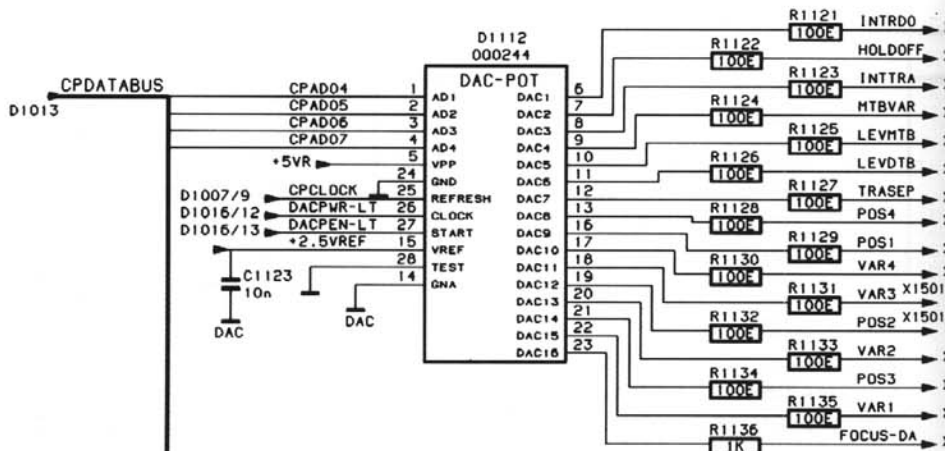 R1121 INTRDO
100E
D1112
OQ0244
R1122 HOLDOFF
100E
DAC-POT
R1123 INTTRA
100E
CPDATABUS
D1013
R1124 MTBVAR
100E
R1125 LEVMTB
100E
R1126 LEVDTB
100E
R1127 TRASEP
100E
R1128 POS4
100E
R1129 POS1
100E
R1130 VAR4
100E
R1131 VAR3 X1501
100E
R1132 POS2 X1501
100E
R1133 VAR2
100E
R1134 POS3
100E
R1135 VAR1
100E
R1136 FOCUS-DA
1K
CPAD04 1 AD1
CPAD05 2 AD2
CPAD06 3 AD3
CPAD07 4 AD4
+5VR 5 VPP
24 GND
D1007/9 CPCLOCK 25 REFRESH
D1016/12 DACPWR-LT 26 CLOCK
D1016/13 DACPEN-LT 27 START
+2.5VREF 15 VREF
28 TEST
14 GNA
C1123
10n
DAC
DAC
DAC1 6
DAC2 7
DAC3 8
DAC4 9
DAC5 10
DAC6 11
DAC7 12
DAC8 13
DAC9 16
DAC10 17
DAC11 18
DAC12 19
DAC13 20
DAC14 21
DAC15 22
DAC16 23